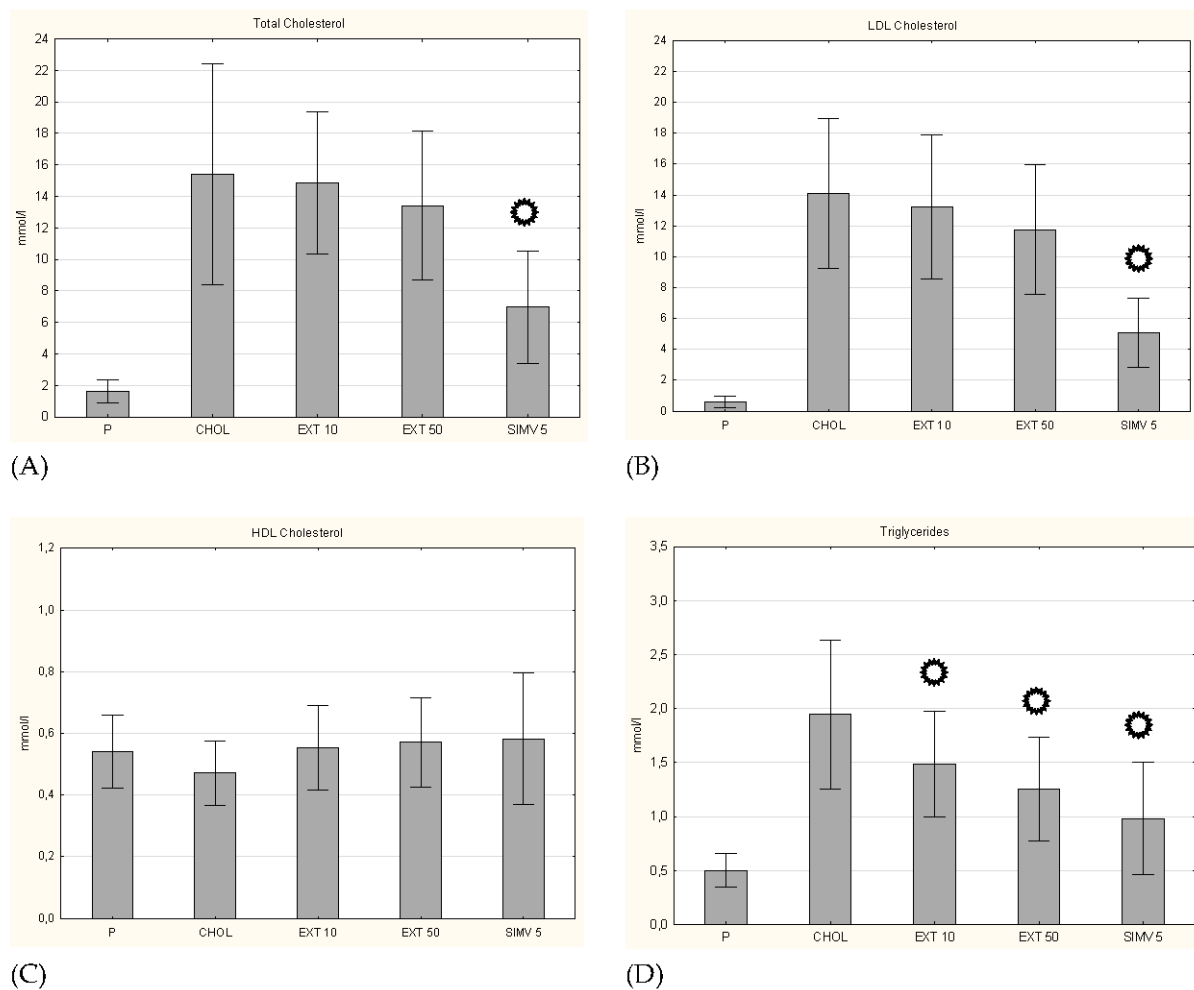 Total Cholesterol
24
22
20
18
16
14
12
10
8
6
4
2
0
mmol/l
P CHOL EXT 10 EXT 50 SIMV 5
(A)
LDL Cholesterol
24
22
20
18
16
14
12
10
8
6
4
2
0
mmol/l
P CHOL EXT 10 EXT 50 SIMV 5
(B)
HDL Cholesterol
1,2
1,0
0,8
0,6
0,4
0,2
0,0
mmol/l
P CHOL EXT 10 EXT 50 SIMV 5
(C)
Triglycerides
3,5
3,0
2,5
2,0
1,5
1,0
0,5
0,0
mmol/l
P CHOL EXT 10 EXT 50 SIMV 5
(D)